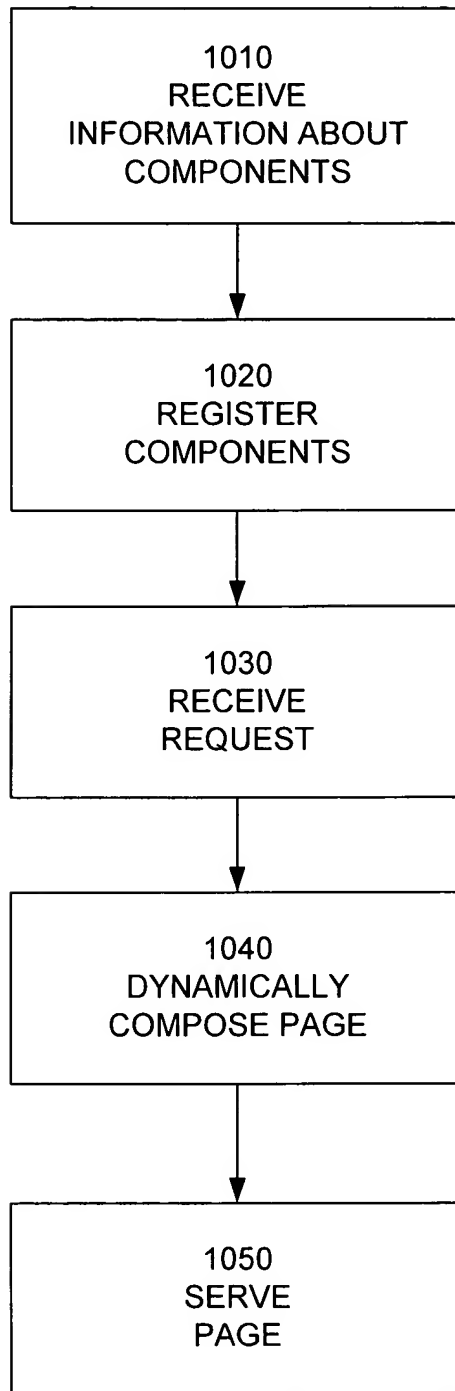 1010
RECEIVE
INFORMATION ABOUT
COMPONENTS
1020
REGISTER
COMPONENTS
1030
RECEIVE
REQUEST
1040
DYNAMICALLY
COMPOSE PAGE
1050
SERVE
PAGE